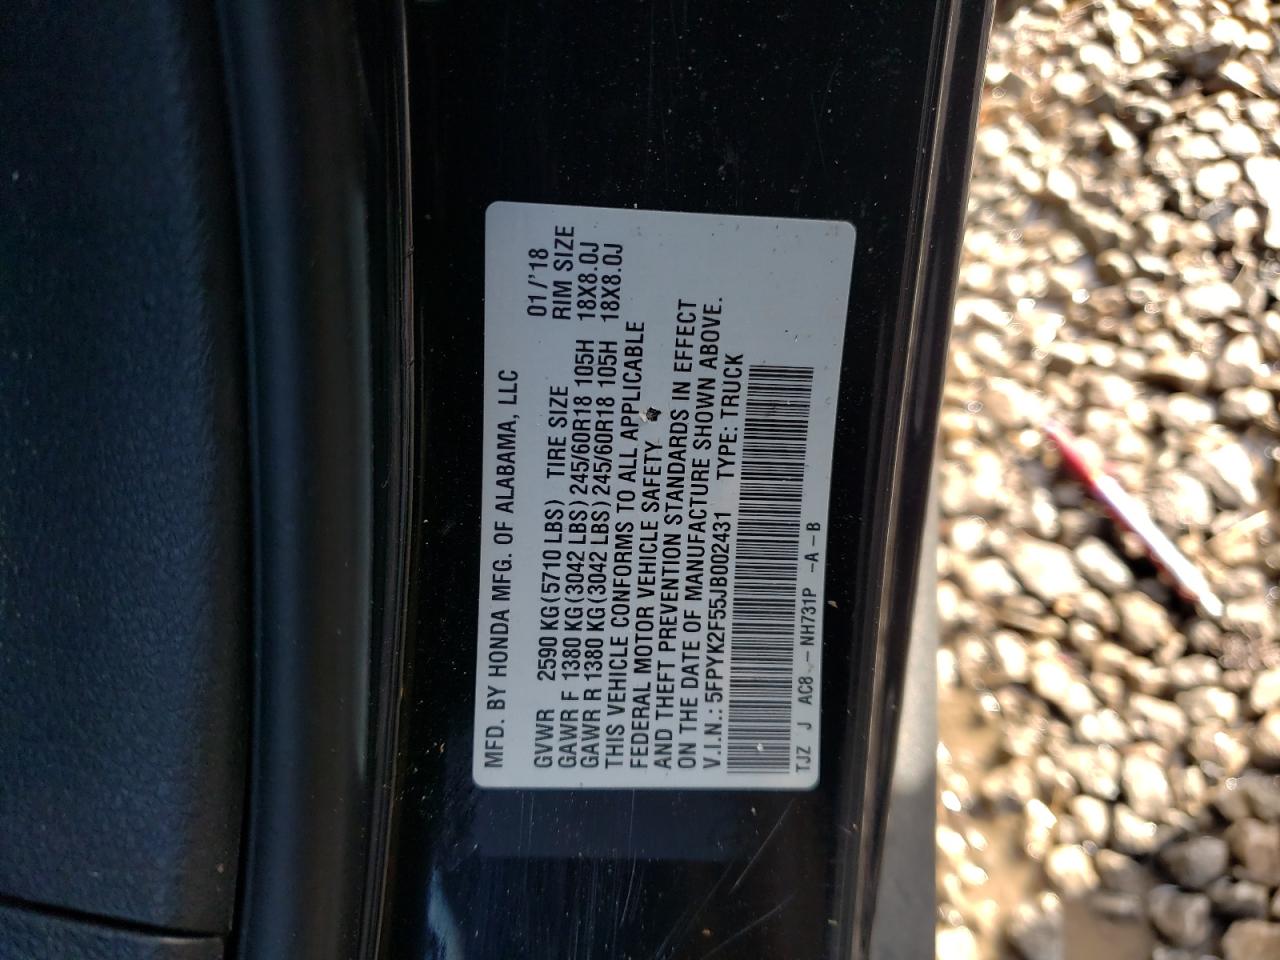 MFD. BY HONDA MFG. OF ALABAMA, LLC
01/'18
GVWR 2590 KG(5710 LBS) TIRE SIZE RIM SIZE
GAWR F 1380 KG(3042 LBS) 245/60R18 105H 18X8.0J
GAWR R 1380 KG(3042 LBS) 245/60R18 105H 18X8.0J
THIS VEHICLE CONFORMS TO ALL APPLICABLE
FEDERAL MOTOR VEHICLE SAFETY
AND THEFT PREVENTION STANDARDS IN EFFECT
ON THE DATE OF MANUFACTURE SHOWN ABOVE.
V.I.N.: 5FPYK2F55JB002431 TYPE: TRUCK
TJZ J AC8 – NH731P -A-B